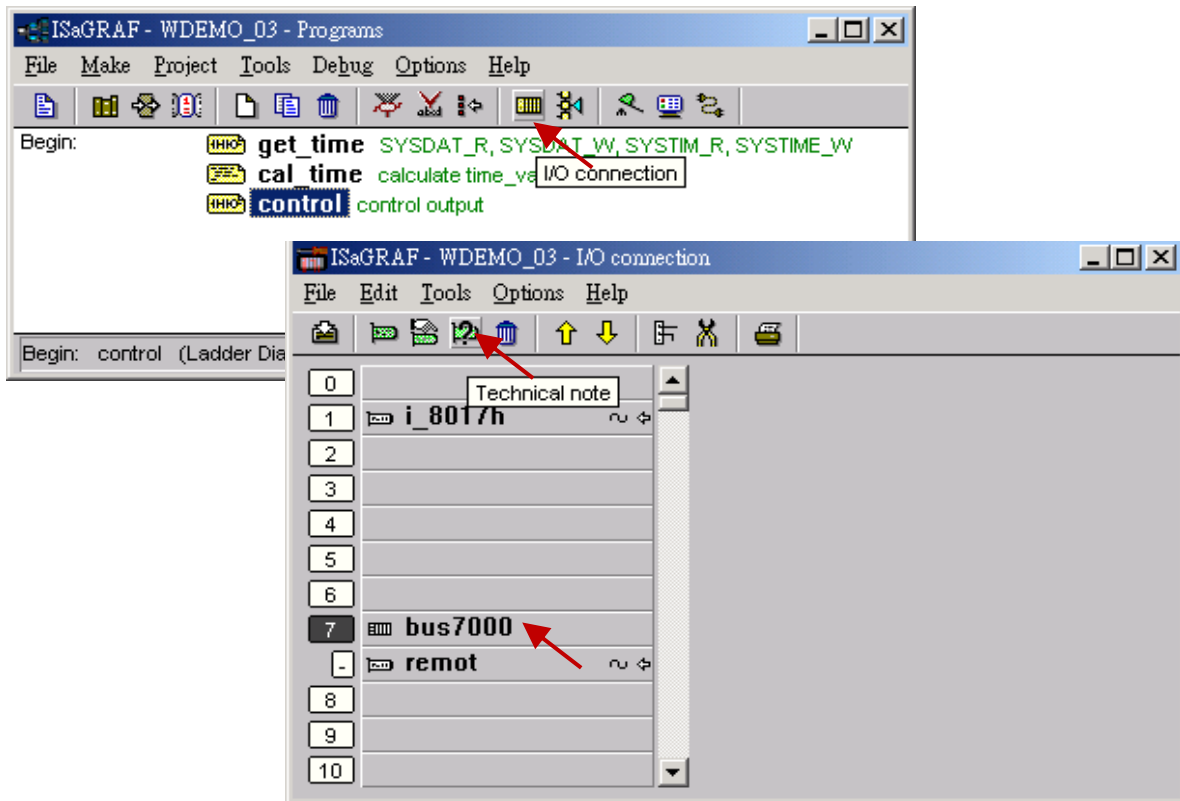 ISaGRAF - WDEMO_03 - Programs
File Make Project Tools Debug Options Help
Begin:
get_time SYSDAT_R, SYSDAT_W, SYSTIM_R, SYSTIME_W
cal_time calculate time_va
I/O connection
control control output
Begin: control (Ladder Dia
ISaGRAF - WDEMO_03 - I/O connection
File Edit Tools Options Help
Technical note
0
1 i_8017h
2
3
4
5
6
7 bus7000
- remot
8
9
10